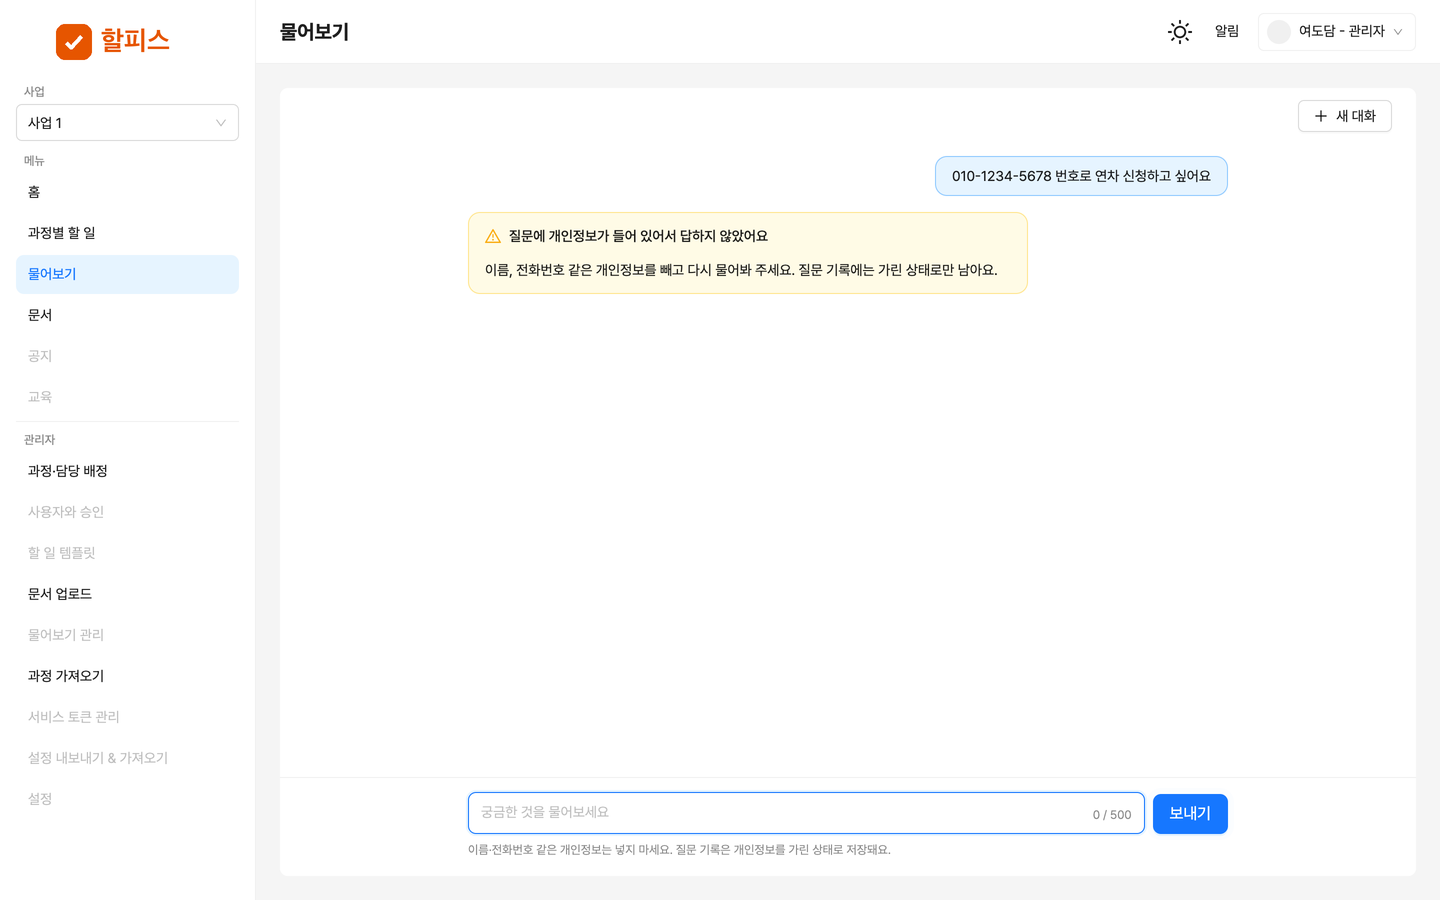 할피스
사업
사업 1
메뉴
홈
과정별 할 일
물어보기
문서
공지
교육
관리자
과정·담당 배정
사용자와 승인
할 일 템플릿
문서 업로드
물어보기 관리
과정 가져오기
서비스 토큰 관리
설정 내보내기 & 가져오기
설정
물어보기
알림
여도담 - 관리자
새 대화
010-1234-5678 번호로 연차 신청하고 싶어요
질문에 개인정보가 들어 있어서 답하지 않았어요
이름, 전화번호 같은 개인정보를 빼고 다시 물어봐 주세요. 질문 기록에는 가린 상태로만 남아요.
궁금한 것을 물어보세요
0 / 500
보내기
이름·전화번호 같은 개인정보는 넣지 마세요. 질문 기록은 개인정보를 가린 상태로 저장돼요.